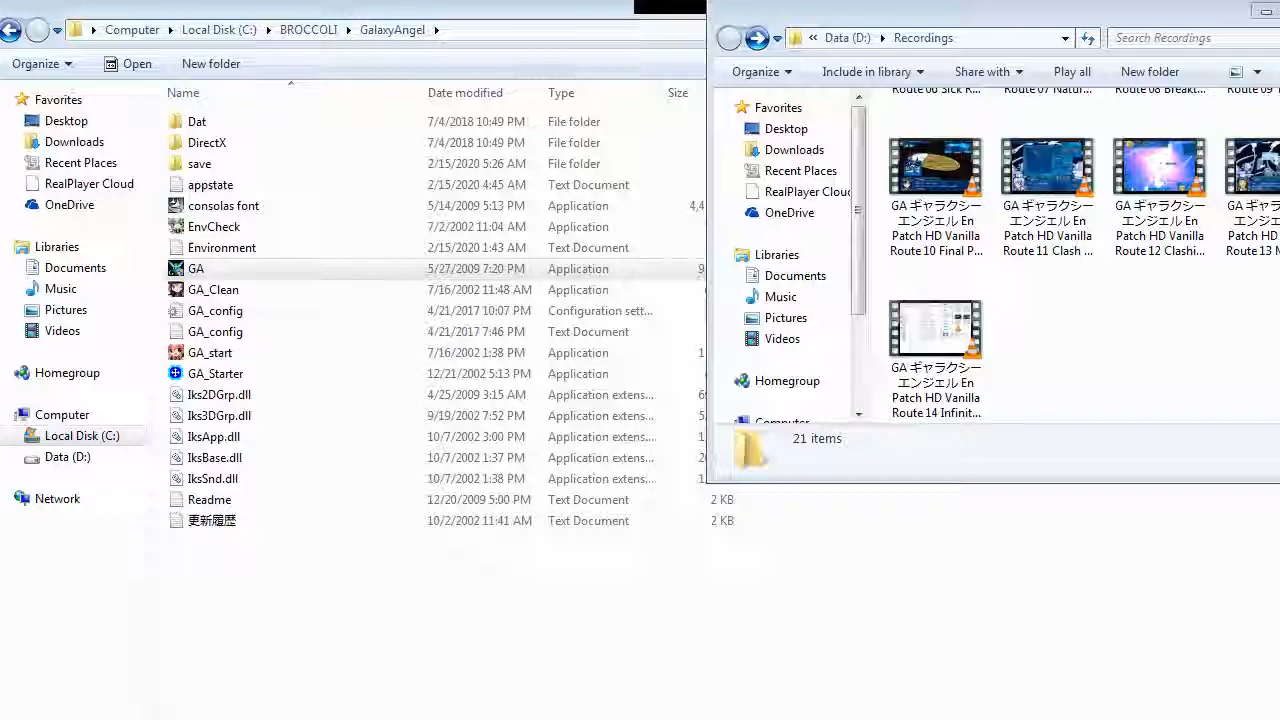 Computer Local Disk (C:) BROCCOLI GalaxyAngel
Organize Open New folder
Name Date modified Type Size
Favorites
Desktop
Downloads
Recent Places
RealPlayer Cloud
OneDrive
Libraries
Documents
Music
Pictures
Videos
Homegroup
Computer
Local Disk (C:)
Data (D:)
Network
Dat 7/4/2018 10:49 PM File folder
DirectX 7/4/2018 10:49 PM File folder
save 2/15/2020 5:26 AM File folder
appstate 2/15/2020 4:45 AM Text Document
consolas font 5/14/2009 5:13 PM Application 4,4
EnvCheck 7/2/2002 11:04 AM Application
Environment 2/15/2020 1:43 AM Text Document
GA 5/27/2009 7:20 PM Application 9
GA_Clean 7/16/2002 11:48 AM Application
GA_config 4/21/2017 10:07 PM Configuration sett...
GA_config 4/21/2017 7:46 PM Text Document
GA_start 7/16/2002 1:38 PM Application 1
GA_Starter 12/21/2002 5:13 PM Application
Iks2DGrp.dll 4/25/2009 3:15 AM Application extens...
Iks3DGrp.dll 9/19/2002 7:52 PM Application extens...
IksApp.dll 10/7/2002 3:00 PM Application extens...
IksBase.dll 10/7/2002 1:37 PM Application extens...
IksSnd.dll 10/7/2002 1:38 PM Application extens...
Readme 12/20/2009 5:00 PM Text Document 2 KB
更新履歴 10/2/2002 11:41 AM Text Document 2 KB
« Data (D:) Recordings Search Recordings
Organize Include in library Share with Play all New folder
Favorites
Desktop
Downloads
Recent Places
RealPlayer Clou
OneDrive
Libraries
Documents
Music
Pictures
Videos
Homegroup
Computer
GA ギャラクシー
エンジェル En
Patch HD Vanilla
Route 10 Final P...
GA ギャラクシー
エンジェル En
Patch HD Vanilla
Route 11 Clash ...
GA ギャラクシー
エンジェル En
Patch HD Vanilla
Route 12 Clashi...
GA ギャラク
エンジェル
Patch HD
Route 13 M
GA ギャラクシー
エンジェル En
Patch HD Vanilla
Route 14 Infinit...
21 items